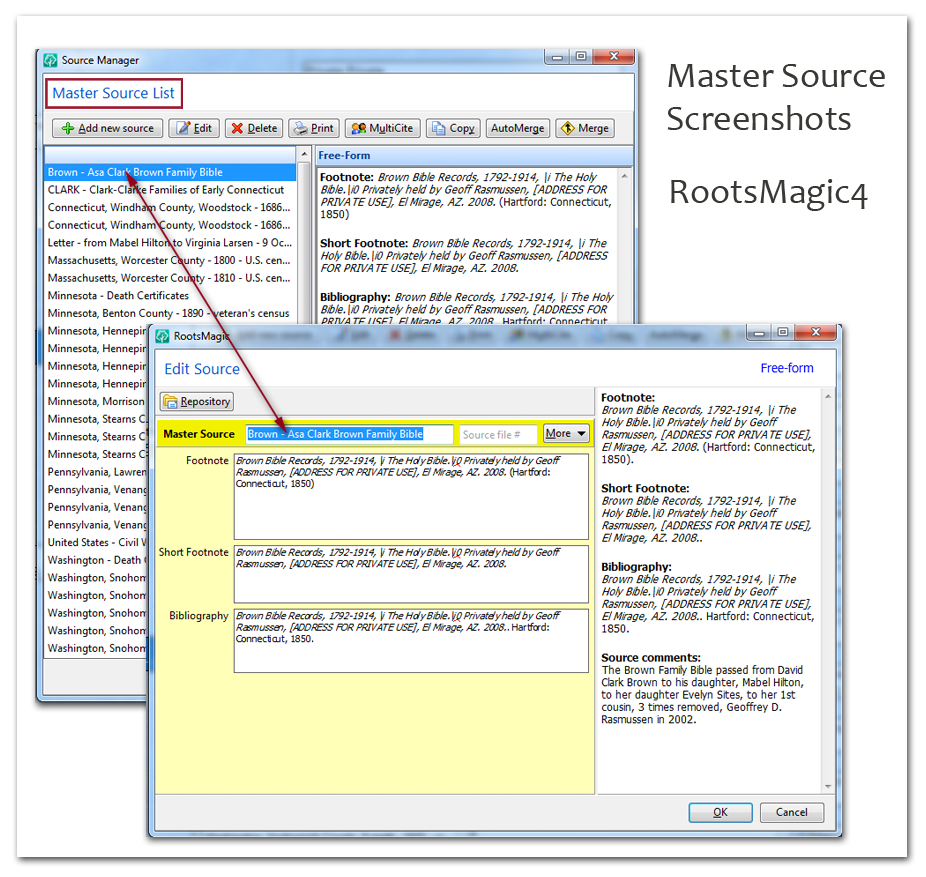 Master Source
Screenshots
RootsMagic4
Source Manager
Master Source List
Add new source
Edit
Delete
Print
MultiCite
Copy
AutoMerge
Merge
Brown - Asa Clark Brown Family Bible
CLARK - Clark-Clarke Families of Early Connecticut
Connecticut, Windham County, Woodstock - 1686...
Connecticut, Windham County, Woodstock - 1686...
Letter - from Mabel Hilton to Virginia Larsen - 9 Oc...
Massachusetts, Worcester County - 1800 - U.S. cen...
Massachusetts, Worcester County - 1810 - U.S. cen...
Minnesota - Death Certificates
Minnesota, Benton County - 1890 - veteran's census
Minnesota, Hennepin
Minnesota, Hennepin
Minnesota, Hennepin
Minnesota, Hennepin
Minnesota, Morrison
Minnesota, Stearns C
Minnesota, Stearns C
Minnesota, Stearns C
Pennsylvania, Lawren
Pennsylvania, Venang
Pennsylvania, Venang
Pennsylvania, Venang
United States - Civil W
Washington - Death C
Washington, Snohom
Washington, Snohom
Washington, Snohom
Washington, Snohom
Washington, Snohom
Free-Form
Footnote: Brown Bible Records, 1792-1914, \i The
Holy Bible.\i0 Privately held by Geoff Rasmussen, [ADDRESS FOR
PRIVATE USE], El Mirage, AZ. 2008. (Hartford: Connecticut,
1850)
Short Footnote: Brown Bible Records, 1792-1914, \i The
Holy Bible.\i0 Privately held by Geoff Rasmussen, [ADDRESS
FOR PRIVATE USE], El Mirage, AZ. 2008.
Bibliography: Brown Bible Records, 1792-1914, \i The Holy
Bible.\i0 Privately held by Geoff Rasmussen, [ADDRESS FOR
PRIVATE USE], El Mirage, AZ. 2008.. Hartford: Connecticut,
RootsMagic
Edit Source
Free-form
Repository
Master Source
Brown - Asa Clark Brown Family Bible
Source file #
More
Footnote
Brown Bible Records, 1792-1914, \i The Holy Bible.\i0 Privately held by Geoff
Rasmussen, [ADDRESS FOR PRIVATE USE], El Mirage, AZ. 2008. (Hartford:
Connecticut, 1850)
Short Footnote
Brown Bible Records, 1792-1914, \i The Holy Bible.\i0 Privately held by Geoff
Rasmussen, [ADDRESS FOR PRIVATE USE], El Mirage, AZ. 2008.
Bibliography
Brown Bible Records, 1792-1914, \i The Holy Bible.\i0 Privately held by Geoff
Rasmussen, [ADDRESS FOR PRIVATE USE], El Mirage, AZ. 2008.. Hartford:
Connecticut, 1850.
Footnote:
Brown Bible Records, 1792-1914, \i The
Holy Bible.\i0 Privately held by Geoff
Rasmussen, [ADDRESS FOR PRIVATE USE],
El Mirage, AZ. 2008. (Hartford: Connecticut,
1850).
Short Footnote:
Brown Bible Records, 1792-1914, \i The
Holy Bible.\i0 Privately held by Geoff
Rasmussen, [ADDRESS FOR PRIVATE USE],
El Mirage, AZ. 2008..
Bibliography:
Brown Bible Records, 1792-1914, \i The
Holy Bible.\i0 Privately held by Geoff
Rasmussen, [ADDRESS FOR PRIVATE USE],
El Mirage, AZ. 2008.. Hartford: Connecticut,
1850.
Source comments:
The Brown Family Bible passed from David
Clark Brown to his daughter, Mabel Hilton,
to her daughter Evelyn Sites, to her 1st
cousin, 3 times removed, Geoffrey D.
Rasmussen in 2002.
OK
Cancel